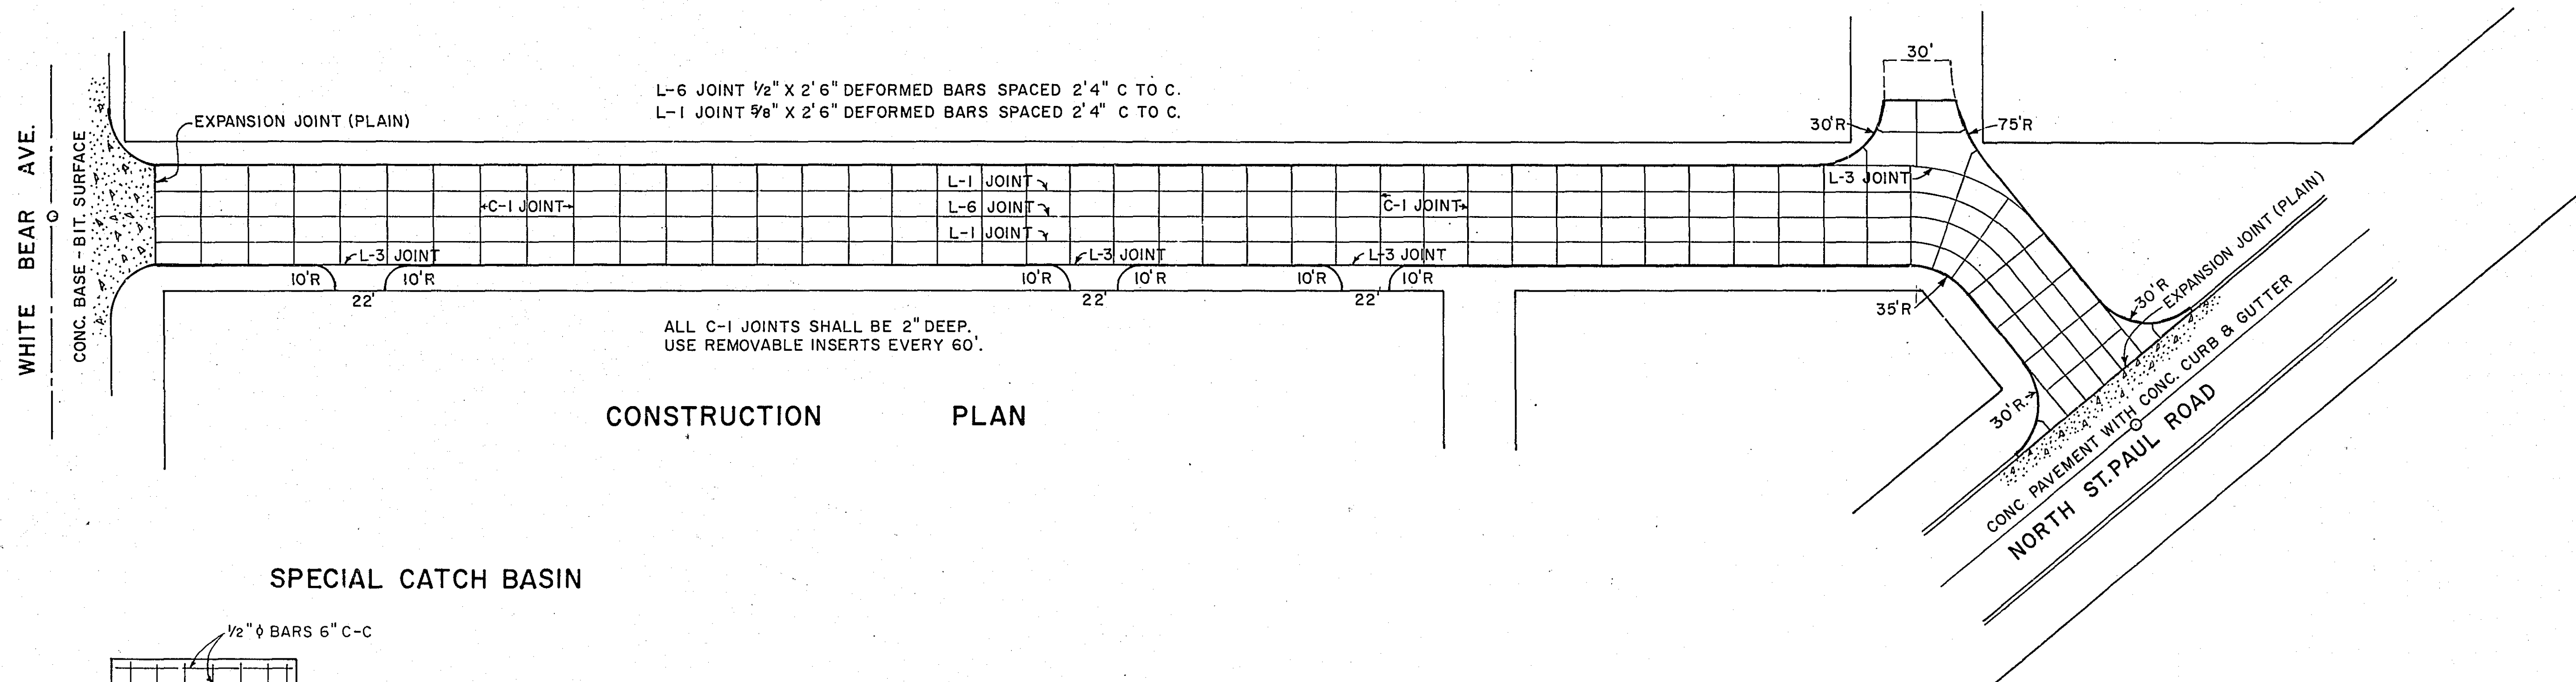 WHITE BEAR AVE.
CONC. BASE - BIT. SURFACE
EXPANSION JOINT (PLAIN)
L-6 JOINT 1/2" X 2'6" DEFORMED BARS SPACED 2'4" C TO C.
L-1 JOINT 5/8" X 2'6" DEFORMED BARS SPACED 2'4" C TO C.
30'
30'R
75'R
L-1 JOINT
L-3 JOINT
C-1 JOINT
L-6 JOINT
C-1 JOINT
L-1 JOINT
L-3 JOINT
L-3 JOINT
L-3 JOINT
10'R
10'R
10'R
10'R
10'R
10'R
22'
22'
22'
35'R
30'R
EXPANSION JOINT (PLAIN)
30'R.
CONC. PAVEMENT WITH CONC. CURB & GUTTER
NORTH ST. PAUL ROAD
ALL C-1 JOINTS SHALL BE 2" DEEP.
USE REMOVABLE INSERTS EVERY 60'.
CONSTRUCTION PLAN
SPECIAL CATCH BASIN
1/2" ϕ BARS 6" C-C